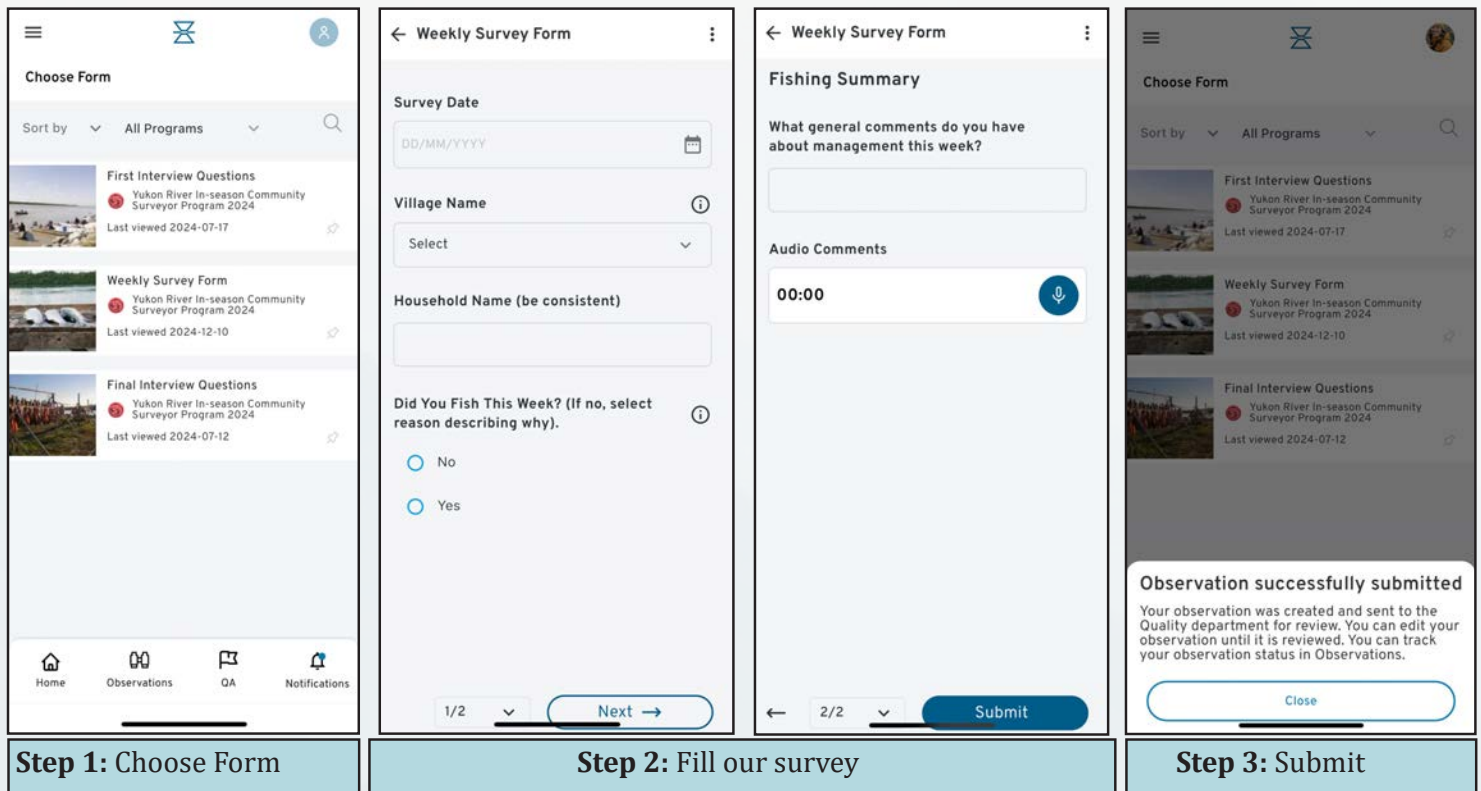 Choose Form
Sort by
All Programs
First Interview Questions
Yukon River In-season Community
Surveyor Program 2024
Last viewed 2024-07-17
Weekly Survey Form
Yukon River In-season Community
Surveyor Program 2024
Last viewed 2024-12-10
Final Interview Questions
Yukon River In-season Community
Surveyor Program 2024
Last viewed 2024-07-12
Home
Observations
QA
Notifications
Step 1: Choose Form
Weekly Survey Form
Survey Date
DD/MM/YYYY
Village Name
Select
Household Name (be consistent)
Did You Fish This Week? (If no, select
reason describing why).
No
Yes
1/2
Next →
Weekly Survey Form
Fishing Summary
What general comments do you have
about management this week?
Audio Comments
00:00
2/2
Submit
Step 2: Fill our survey
Choose Form
Sort by
All Programs
First Interview Questions
Yukon River In-season Community
Surveyor Program 2024
Last viewed 2024-07-17
Weekly Survey Form
Yukon River In-season Community
Surveyor Program 2024
Last viewed 2024-12-10
Final Interview Questions
Yukon River In-season Community
Surveyor Program 2024
Last viewed 2024-07-12
Observation successfully submitted
Your observation was created and sent to the
Quality department for review. You can edit your
observation until it is reviewed. You can track
your observation status in Observations.
Close
Step 3: Submit